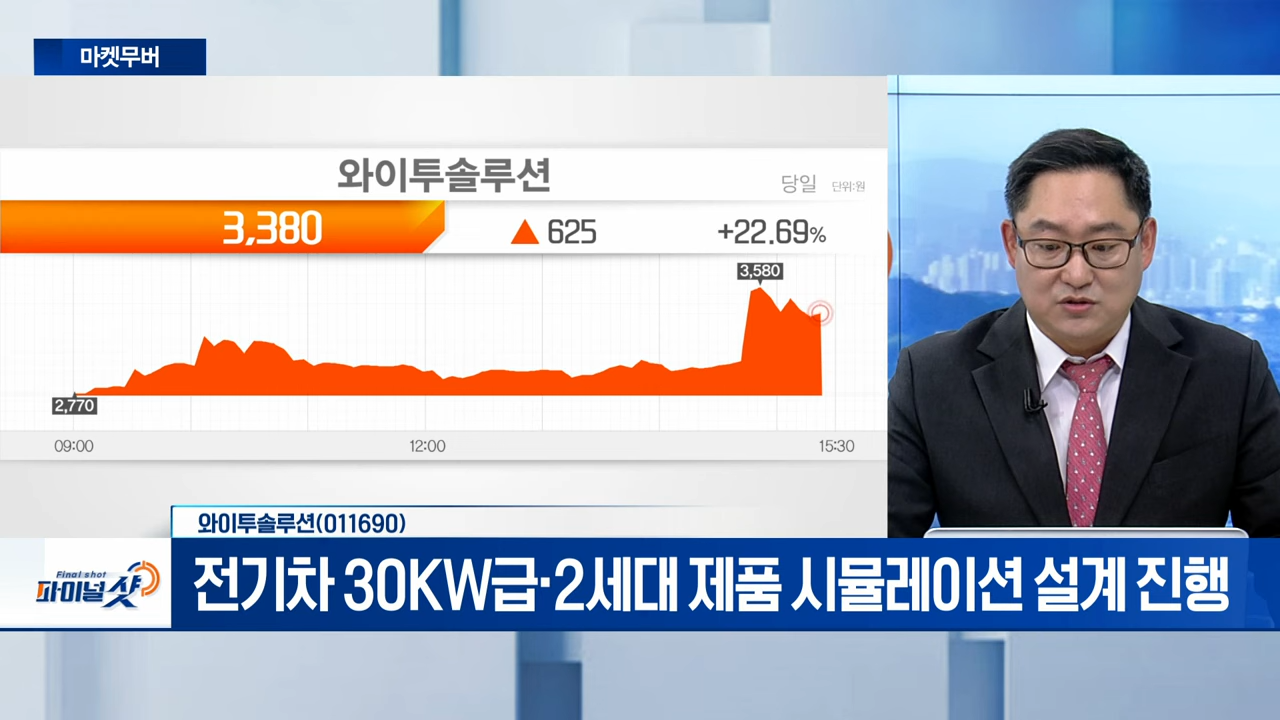 마켓무버
와이투솔루션
당일 단위:원
3,380 ▲ 625 +22.69%
3,580
2,770
09:00 12:00 15:30
와이투솔루션(011690)
Final shot
파이널샷
전기차 30KW급·2세대 제품 시뮬레이션 설계 진행